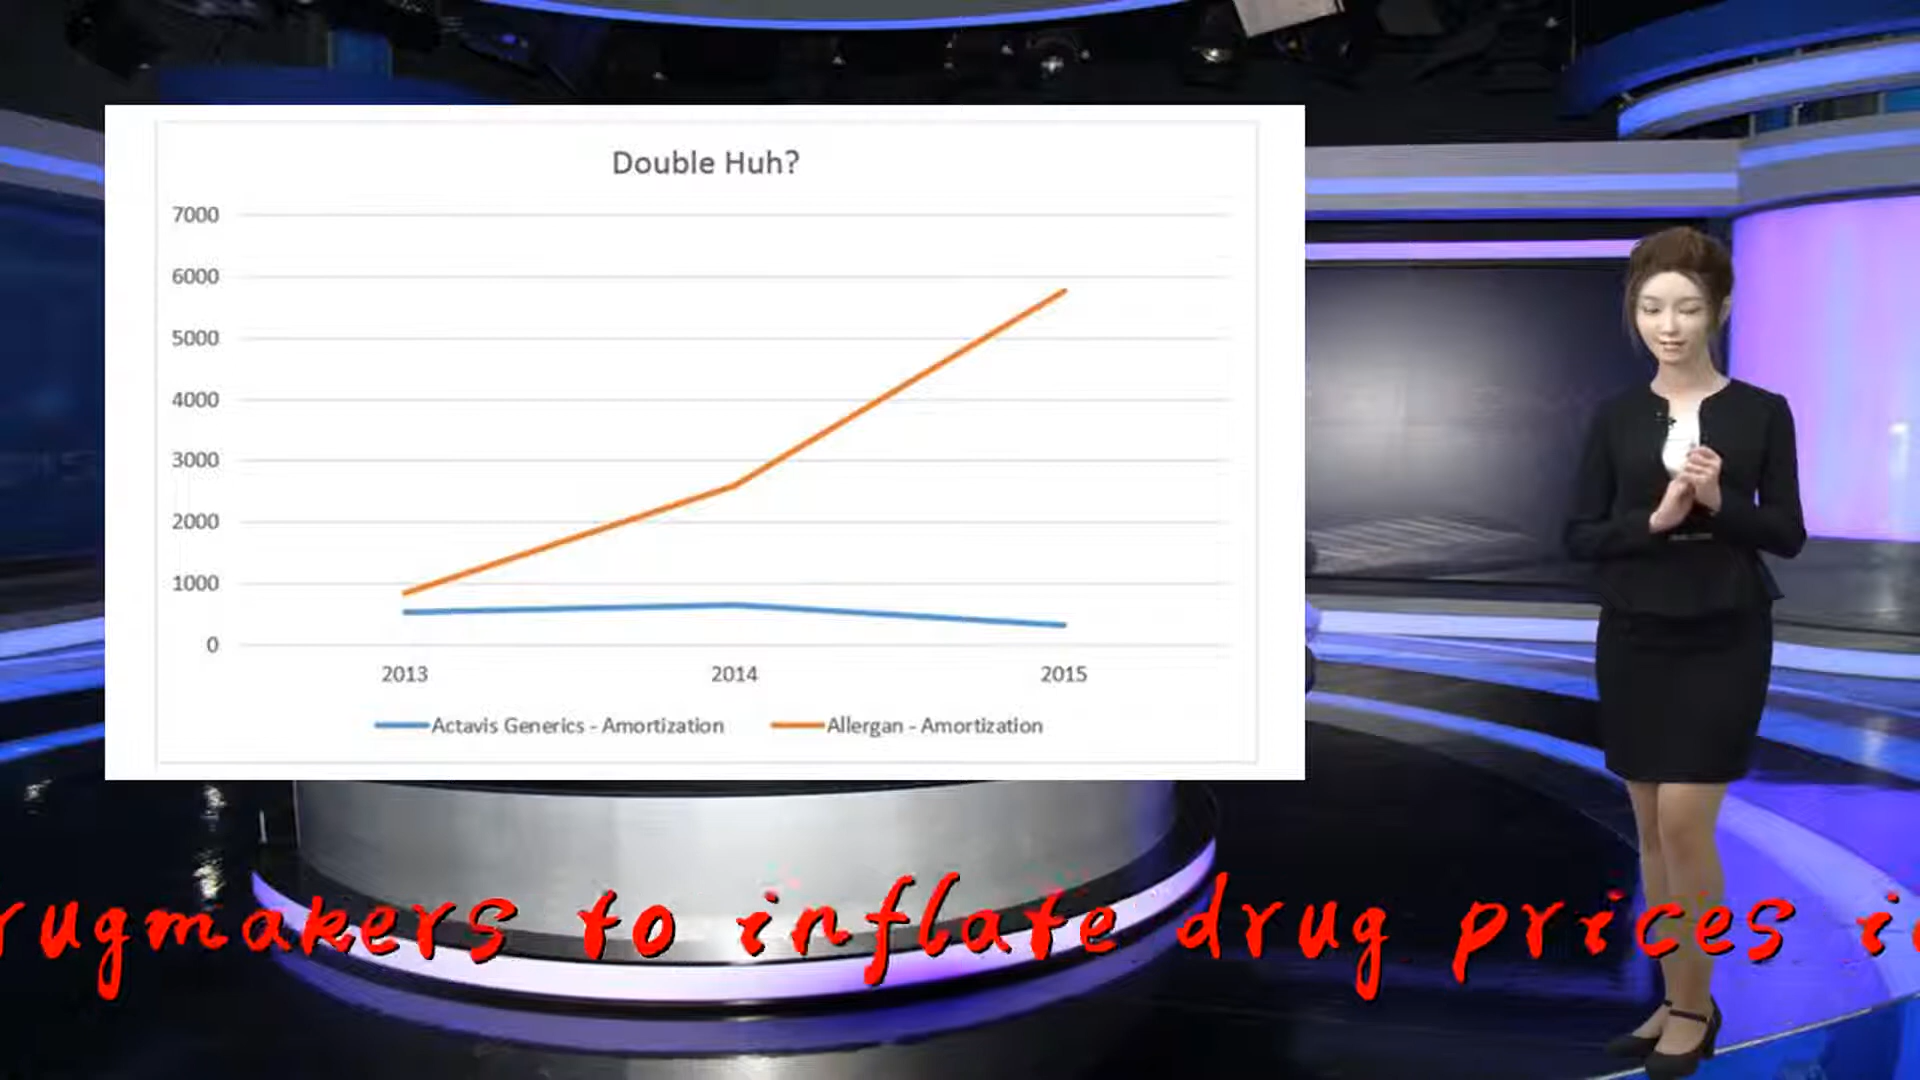 Double Huh?
7000
6000
5000
4000
3000
2000
1000
0
2013 2014 2015
Actavis Generics - Amortization Allergan - Amortization
rugmakers to inflate drug prices